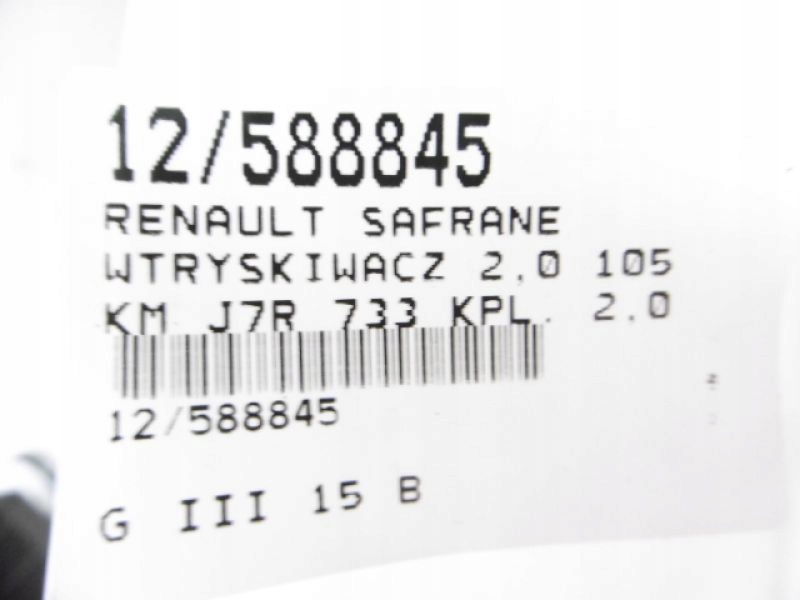 12/588845
RENAULT SAFRANE
WTRYSKIWACZ 2,0 105
KM J7R 733 KPL. 2,0
12/588845
G III 15 B